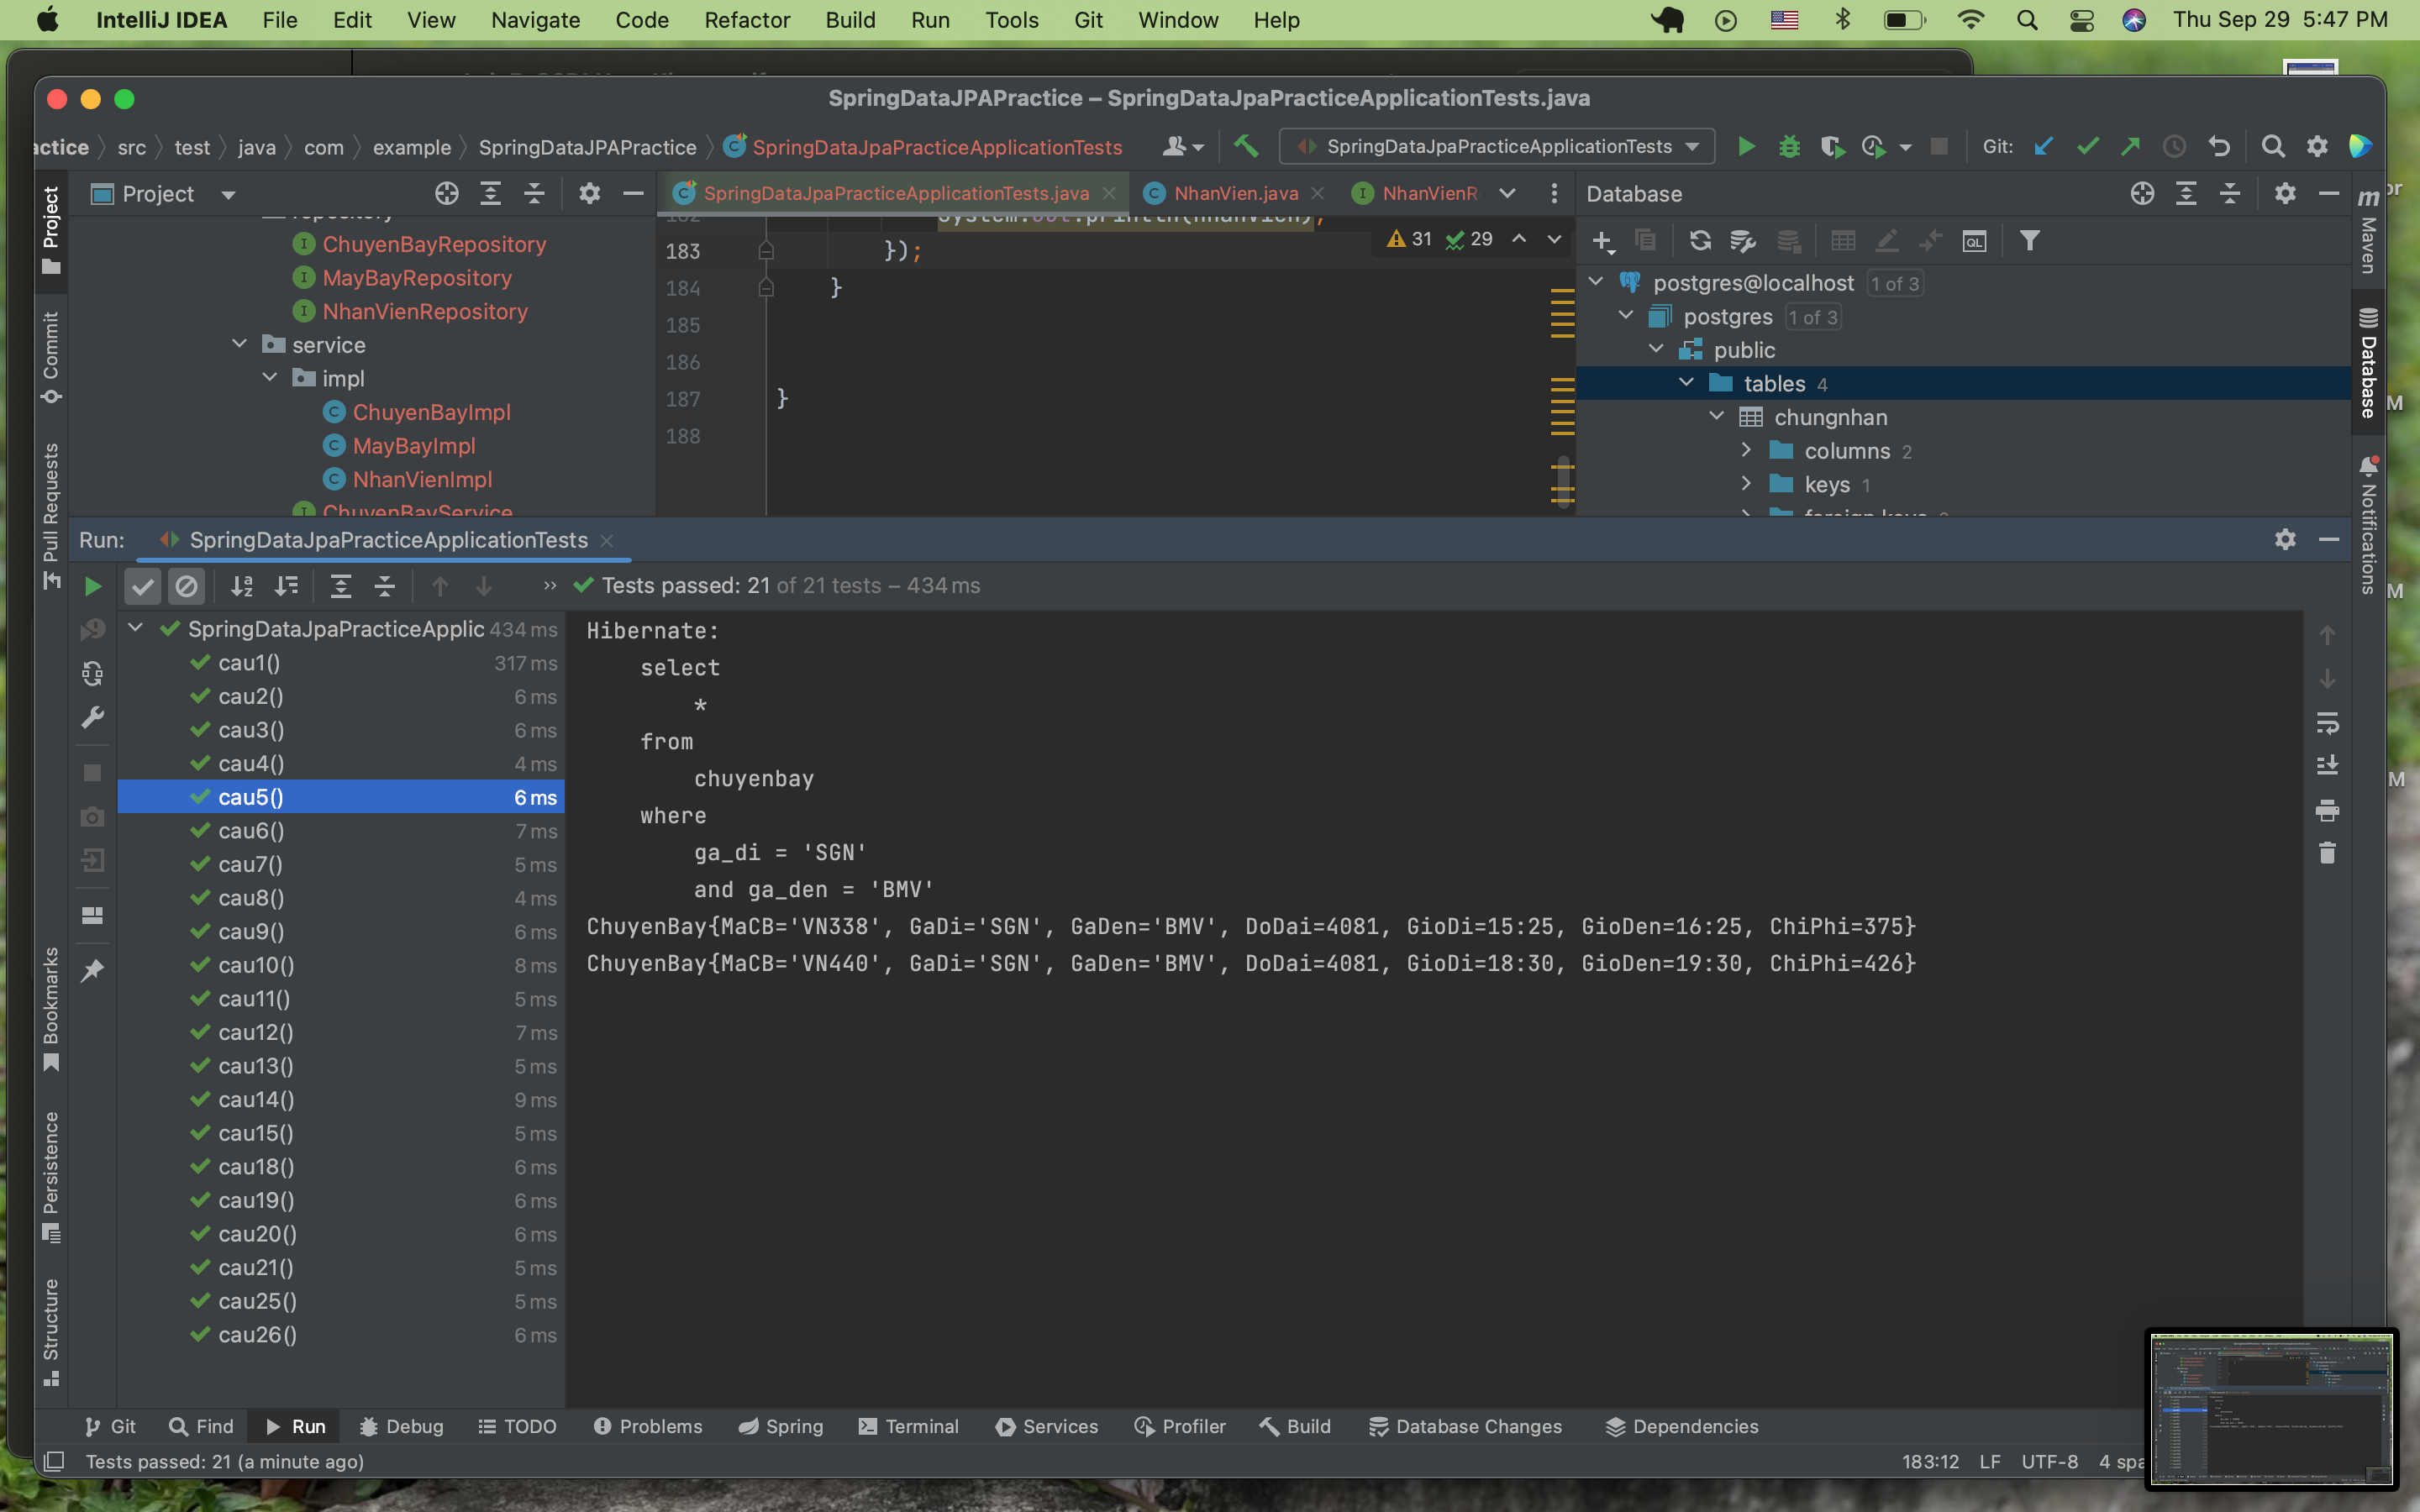 IntelliJ IDEA File Edit View Navigate Code Refactor Build Run Tools Git Window Help Thu Sep 29 5:47 PM
SpringDataJPAPractice – SpringDataJpaPracticeApplicationTests.java
actice src test java com example SpringDataJPAPractice SpringDataJpaPracticeApplicationTests SpringDataJpaPracticeApplicationTests Git:
Project SpringDataJpaPracticeApplicationTests.java NhanVien.java NhanVienR Database
repository
ChuyenBayRepository
MayBayRepository
NhanVienRepository
service
impl
ChuyenBayImpl
MayBayImpl
NhanVienImpl
ChuyenBayService
182 System.out.println(nhanVien);
183 });
184 }
185
186
187 }
188
31 29
QL
postgres@localhost 1 of 3
postgres 1 of 3
public
tables 4
chungnhan
columns 2
keys 1
foreign keys
Project
Commit
Pull Requests
Bookmarks
Persistence
Structure
m Maven
Database
Notifications
Run: SpringDataJpaPracticeApplicationTests
Tests passed: 21 of 21 tests – 434 ms
SpringDataJpaPracticeApplic 434 ms
cau1() 317 ms
cau2() 6 ms
cau3() 6 ms
cau4() 4 ms
cau5() 6 ms
cau6() 7 ms
cau7() 5 ms
cau8() 4 ms
cau9() 6 ms
cau10() 8 ms
cau11() 5 ms
cau12() 7 ms
cau13() 5 ms
cau14() 9 ms
cau15() 5 ms
cau18() 6 ms
cau19() 6 ms
cau20() 6 ms
cau21() 5 ms
cau25() 5 ms
cau26() 6 ms
Hibernate:
select
*
from
chuyenbay
where
ga_di = 'SGN'
and ga_den = 'BMV'
ChuyenBay{MaCB='VN338', GaDi='SGN', GaDen='BMV', DoDai=4081, GioDi=15:25, GioDen=16:25, ChiPhi=375}
ChuyenBay{MaCB='VN440', GaDi='SGN', GaDen='BMV', DoDai=4081, GioDi=18:30, GioDen=19:30, ChiPhi=426}
Git Find Run Debug TODO Problems Spring Terminal Services Profiler Build Database Changes Dependencies
Tests passed: 21 (a minute ago) 183:12 LF UTF-8 4 spa